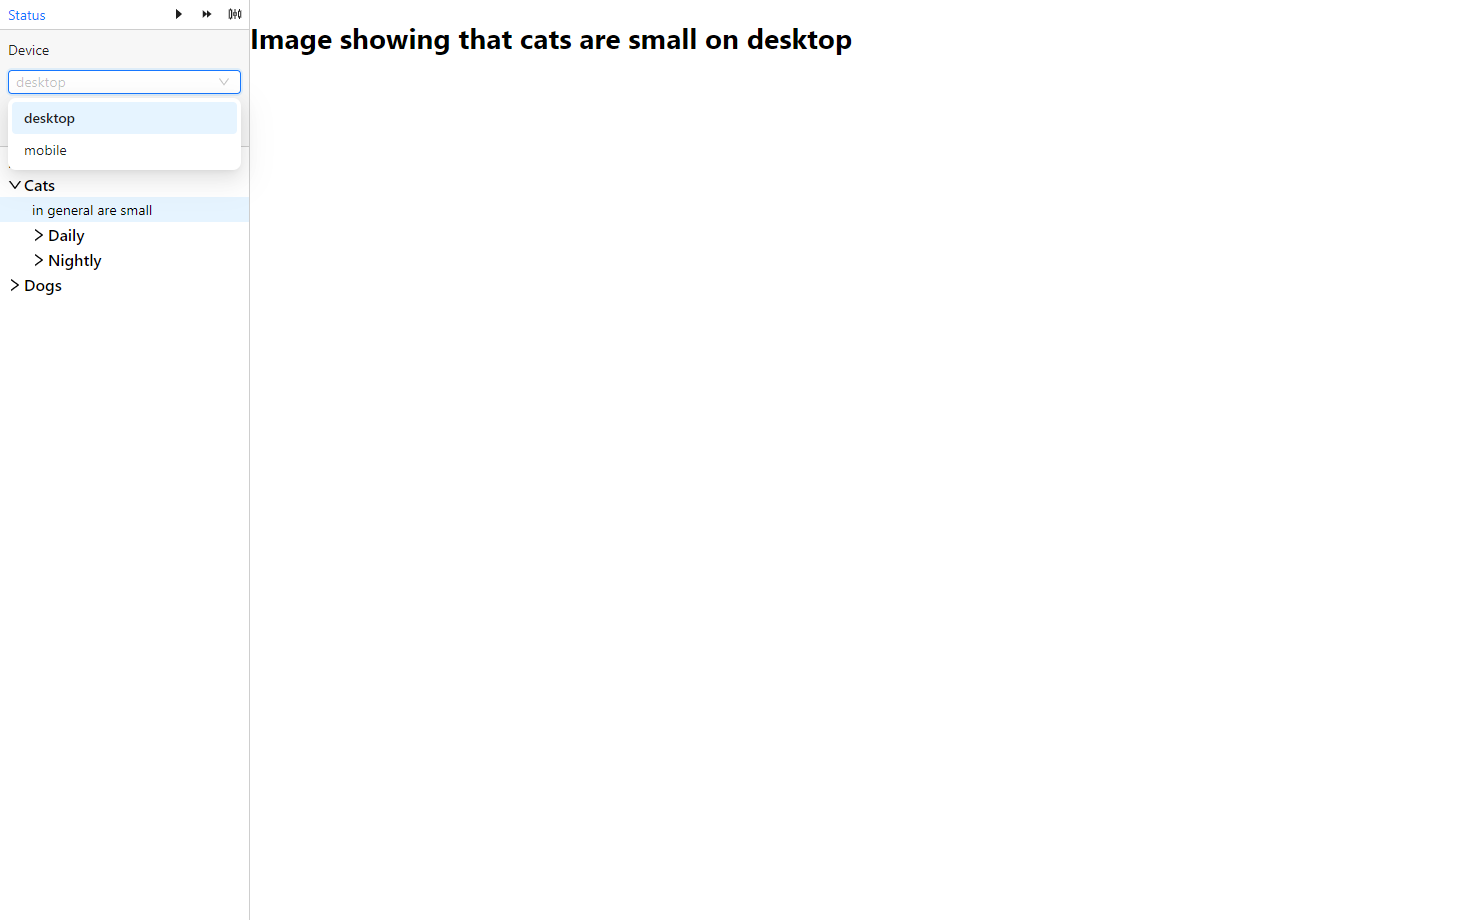 Status
Image showing that cats are small on desktop
Device
desktop
desktop
mobile
Cats
in general are small
Daily
Nightly
Dogs